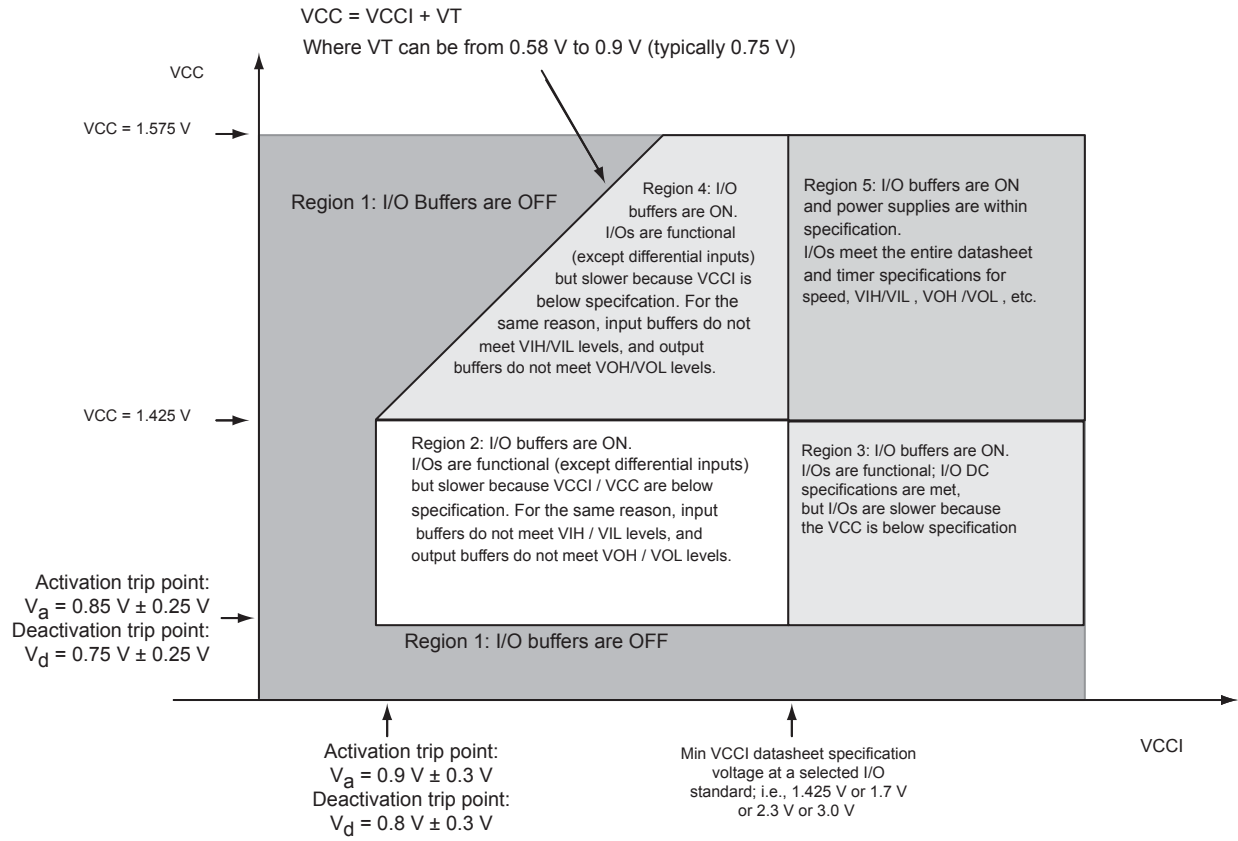 VCC = VCCI + VT
Where VT can be from 0.58 V to 0.9 V (typically 0.75 V)
VCC
VCC = 1.575 V
Region 1: I/O Buffers are OFF
Region 4: I/O
buffers are ON.
I/Os are functional
(except differential inputs)
but slower because VCCI is
below specifcation. For the
same reason, input buffers do not
meet VIH/VIL levels, and output
buffers do not meet VOH/VOL levels.
Region 5: I/O buffers are ON
and power supplies are within
specification.
I/Os meet the entire datasheet
and timer specifications for
speed, VIH/VIL , VOH /VOL , etc.
VCC = 1.425 V
Region 2: I/O buffers are ON.
I/Os are functional (except differential inputs)
but slower because VCCI / VCC are below
specification. For the same reason, input
buffers do not meet VIH / VIL levels, and
output buffers do not meet VOH / VOL levels.
Region 3: I/O buffers are ON.
I/Os are functional; I/O DC
specifications are met,
but I/Os are slower because
the VCC is below specification
Activation trip point:
Va = 0.85 V ± 0.25 V
Deactivation trip point:
Vd = 0.75 V ± 0.25 V
Region 1: I/O buffers are OFF
Activation trip point:
Va = 0.9 V ± 0.3 V
Deactivation trip point:
Vd = 0.8 V ± 0.3 V
Min VCCI datasheet specification
voltage at a selected I/O
standard; i.e., 1.425 V or 1.7 V
or 2.3 V or 3.0 V
VCCI